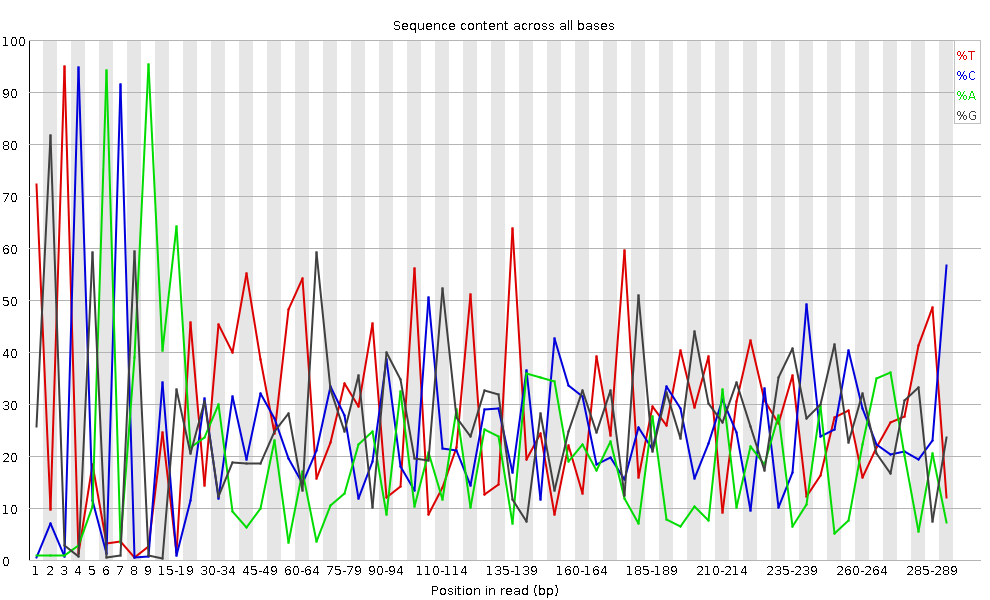 Sequence content across all bases
100
90
80
70
60
50
40
30
20
10
0
%T
%C
%A
%G
1 2 3 4 5 6 7 8 9 15-19 30-34 45-49 60-64 75-79 90-94 110-114 135-139 160-164 185-189 210-214 235-239 260-264 285-289
Position in read (bp)